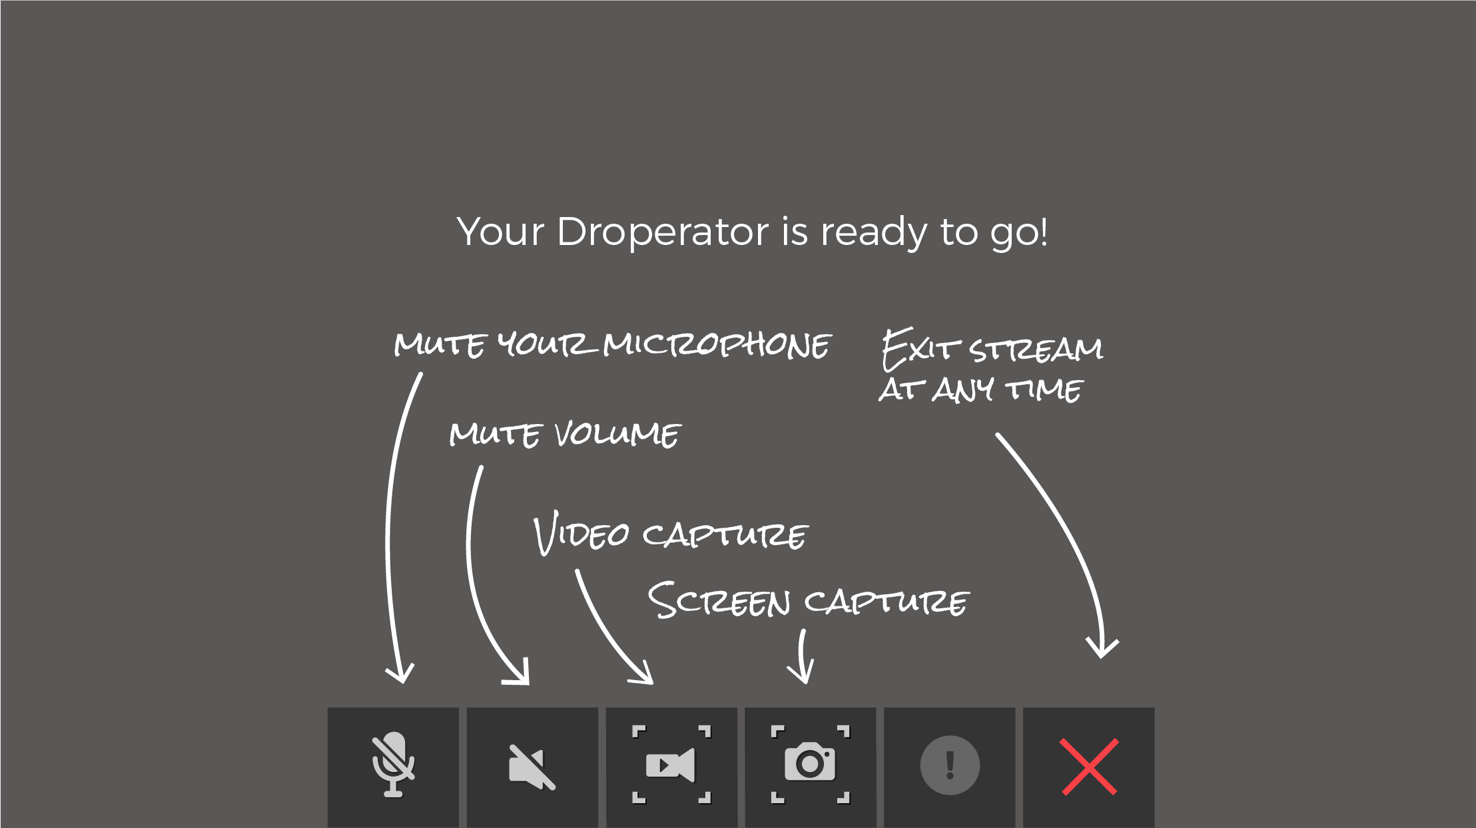 Your Droperator is ready to go!
MUTE YOUR MICROPHONE
EXIT STREAM
AT ANY TIME
MUTE VOLUME
VIDEO CAPTURE
SCREEN CAPTURE
!